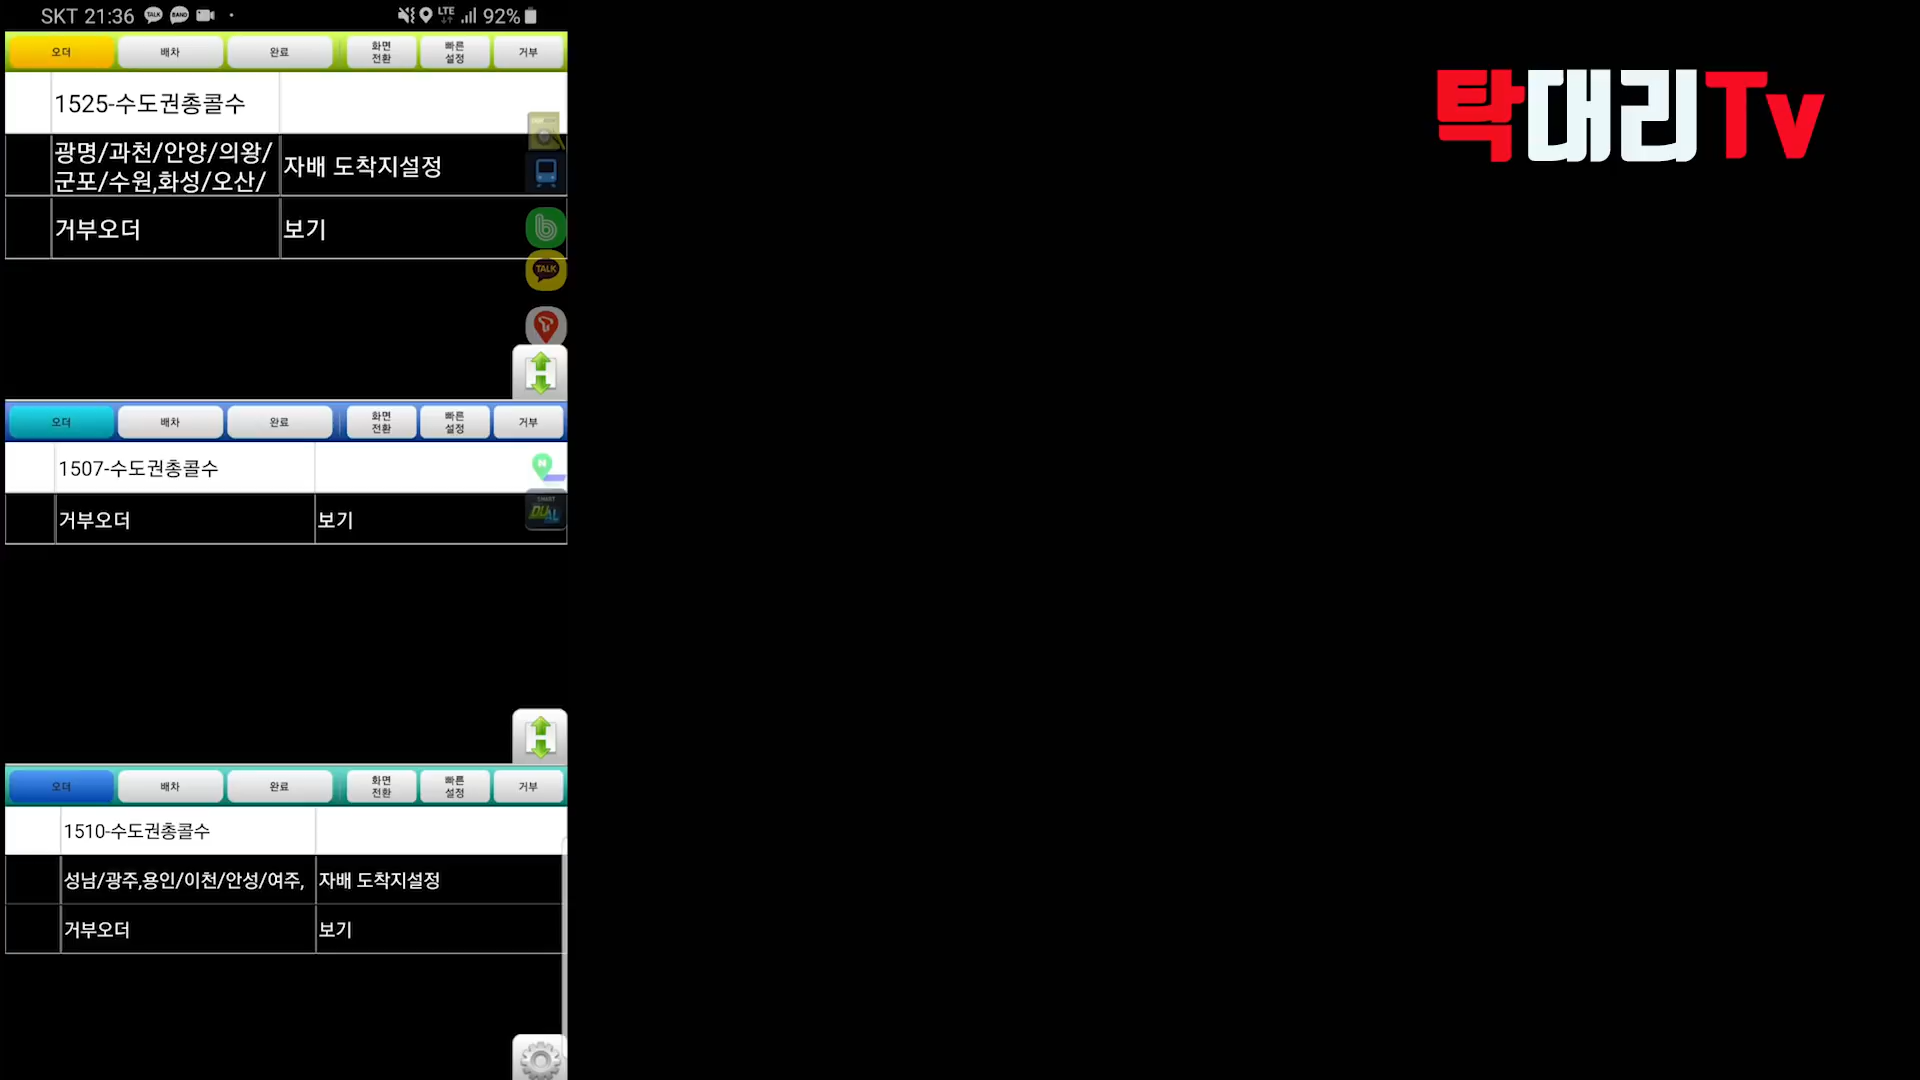 SKT 21:36 TALK BAND LTE 92%
탁대리Tv
오더 배차 완료 화면 전환 빠른 설정 거부
1525-수도권총콜수
광명/과천/안양/의왕/
군포/수원,화성/오산/
자배 도착지설정
거부오더 보기
TALK
오더 배차 완료 화면 전환 빠른 설정 거부
1507-수도권총콜수
N
거부오더 보기
SMART
DUAL
오더 배차 완료 화면 전환 빠른 설정 거부
1510-수도권총콜수
성남/광주,용인/이천/안성/여주, 자배 도착지설정
거부오더 보기